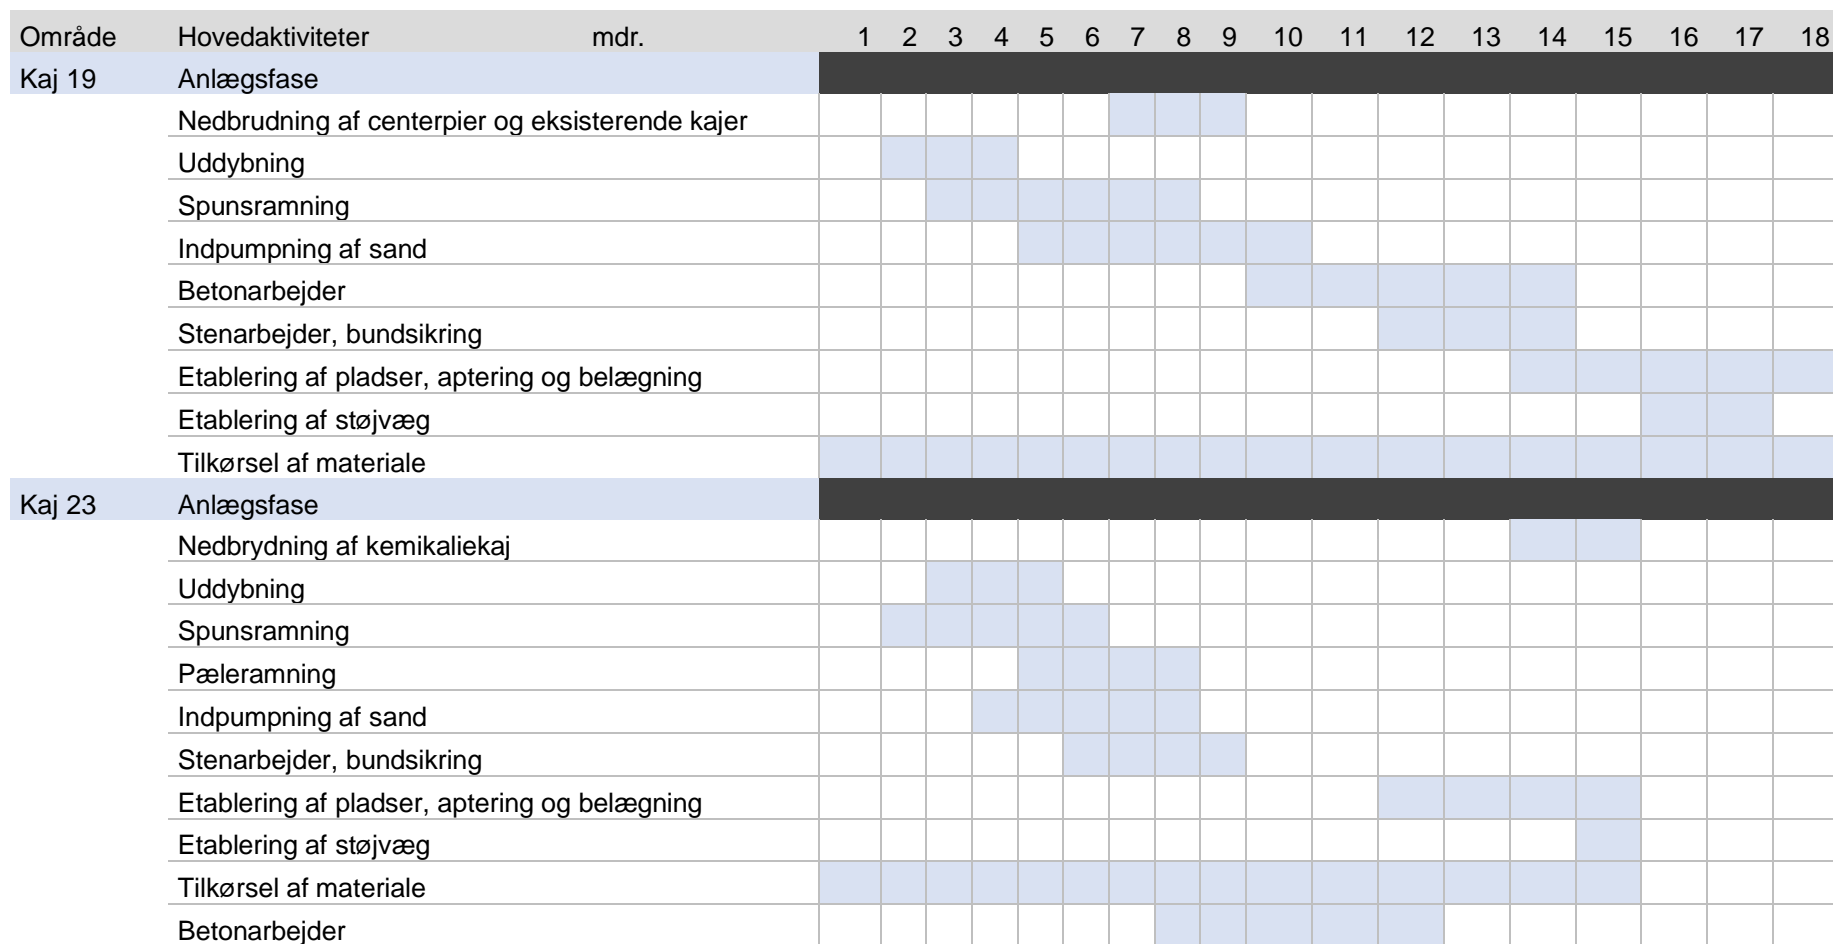 Område Hovedaktiviteter mdr. 1 2 3 4 5 6 7 8 9 10 11 12 13 14 15 16 17 18
Kaj 19 Anlægsfase
Nedbrudning af centerpier og eksisterende kajer
Uddybning
Spunsramning
Indpumpning af sand
Betonarbejder
Stenarbejder, bundsikring
Etablering af pladser, aptering og belægning
Etablering af støjvæg
Tilkørsel af materiale
Kaj 23 Anlægsfase
Nedbrydning af kemikaliekaj
Uddybning
Spunsramning
Pæleramning
Indpumpning af sand
Stenarbejder, bundsikring
Etablering af pladser, aptering og belægning
Etablering af støjvæg
Tilkørsel af materiale
Betonarbejder